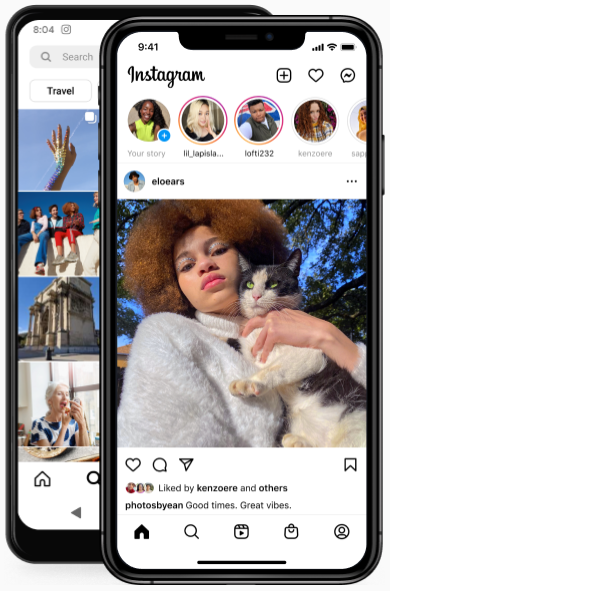 8:04
Search
Travel
9:41
Instagram
Your story
lil_lapisla...
lofti232
kenzoere
sapp
eloears
Liked by kenzoere and others
photosbyean Good times. Great vibes.